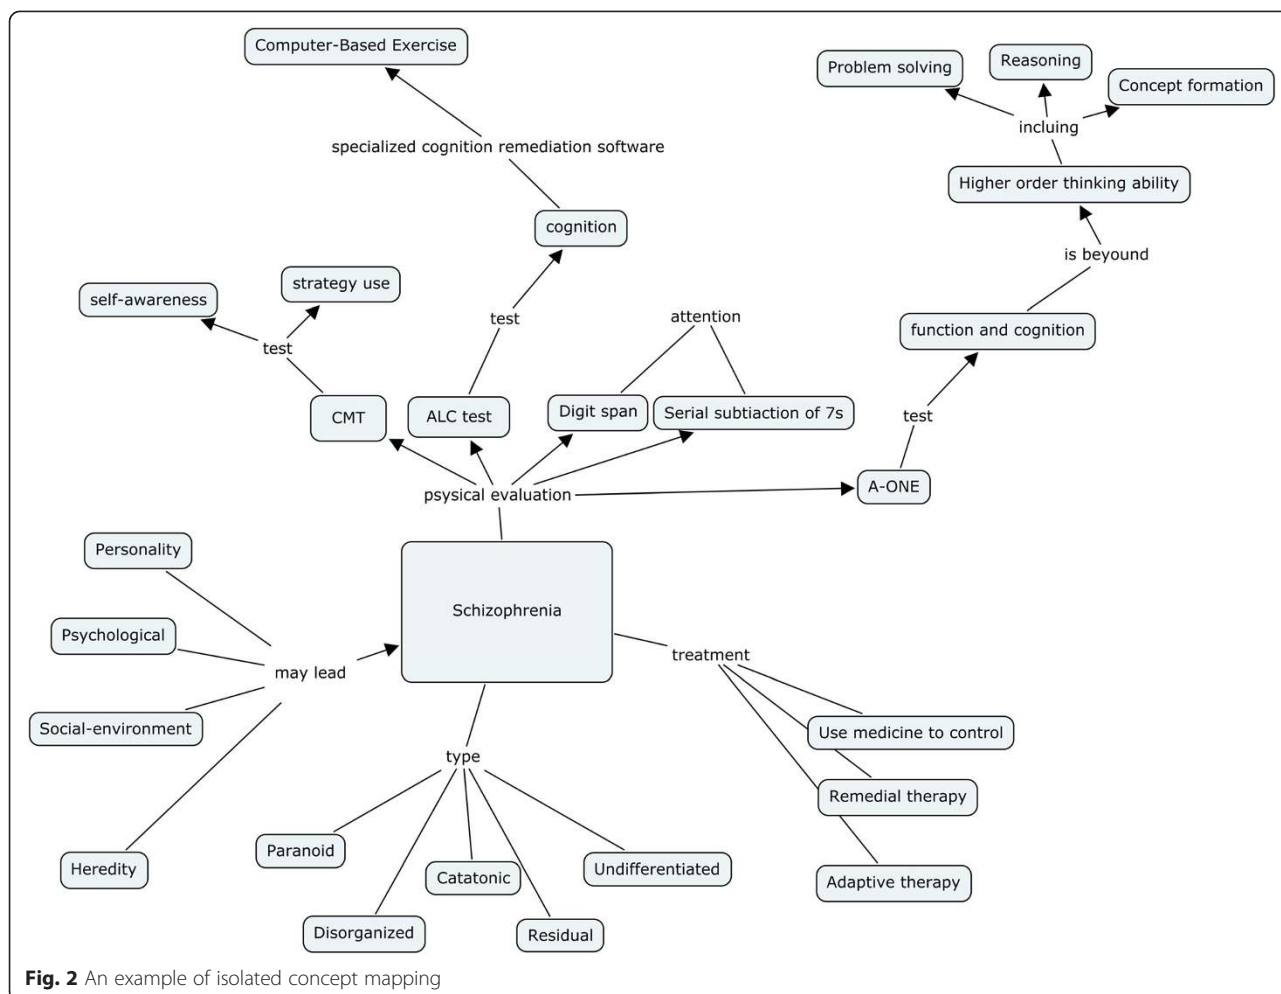 Computer-Based Exercise
Problem solving
Reasoning
Concept formation
incluing
specialized cognition remediation software
Higher order thinking ability
cognition
is beyound
self-awareness
strategy use
test
test
attention
function and cognition
CMT
ALC test
Digit span
Serial subtiaction of 7s
test
psysical evaluation
A-ONE
Personality
Schizophrenia
Psychological
may lead
treatment
Social-environment
Use medicine to control
type
Remedial therapy
Paranoid
Heredity
Catatonic
Undifferentiated
Adaptive therapy
Disorganized
Residual
Fig. 2 An example of isolated concept mapping